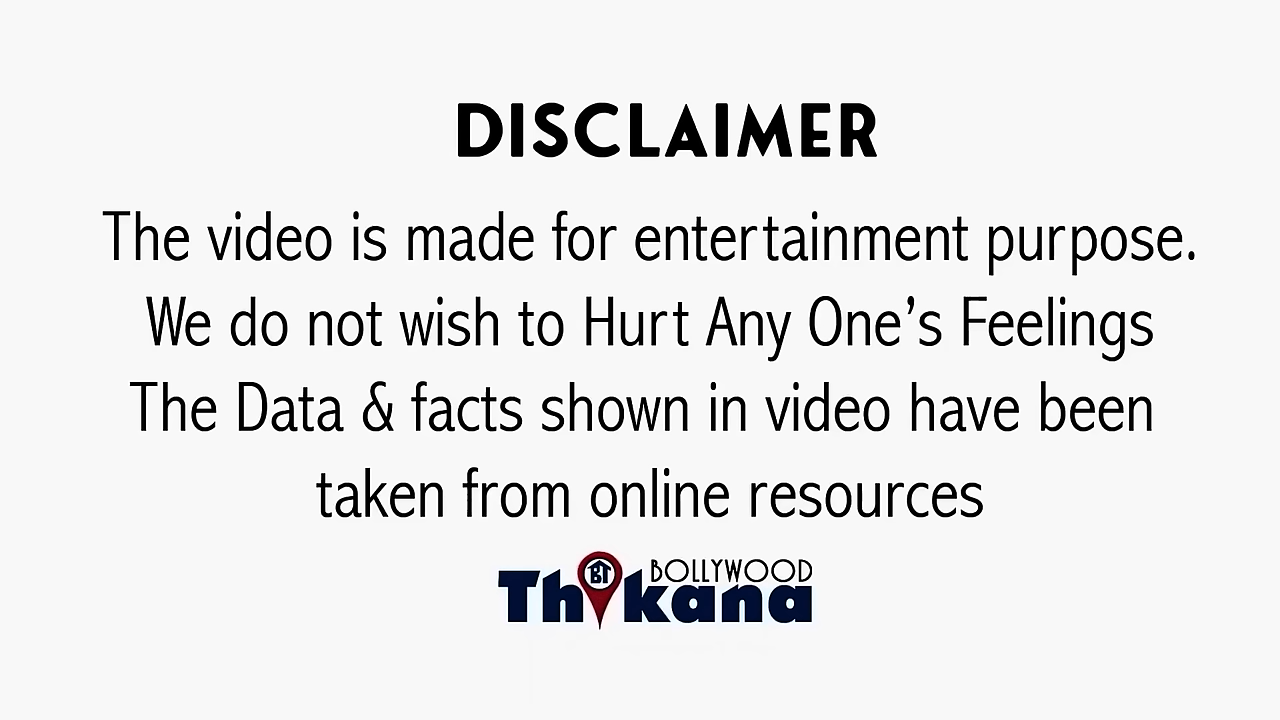 DISCLAIMER
The video is made for entertainment purpose.
We do not wish to Hurt Any One’s Feelings
The Data & facts shown in video have been
taken from online resources
BOLLYWOOD
BT
Thikana